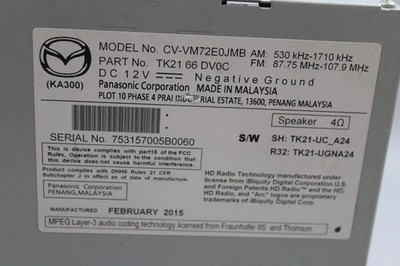 MODEL No. CV-VM72E0JMB AM: 530 kHz-1710 kHz
PART No. TK21 66 DV0C FM: 87.75 MHz-107.9 MHz
DC 12V Negative Ground
(KA300)
Panasonic Corporation MADE IN MALAYSIA
PLOT 10 PHASE 4 PRAI INDUSTRIAL ESTATE, 13600, PENANG MALAYSIA
Speaker 4Ω
SERIAL No. 753157005B0060
S/W SH: TK21-UC_A24
R32: TK21-UGNA24
This is device complies with part15 of the FCC
Rules, Operation is subject to the condition that
this device does not cause harmful interference.
Product complies with DHHS Rules 21 CFR
Subchapter J in effect as of date of manufacture.
HD Radio Technology manufactured under
license from iBiquity Digital Corporation.U.S.
and Foreign Patents.HD Radio™ and the HD,
HD Radio, and "Arc" logos are proprietary
trademarks of iBiquity Digital Corp.
Panasonic Corporation
MADE IN MALAYSIA
MANUFACTURED FEBRUARY 2015
MPEG Layer-3 audio coding technology licensed from Fraunhofer IIS and Thomson.